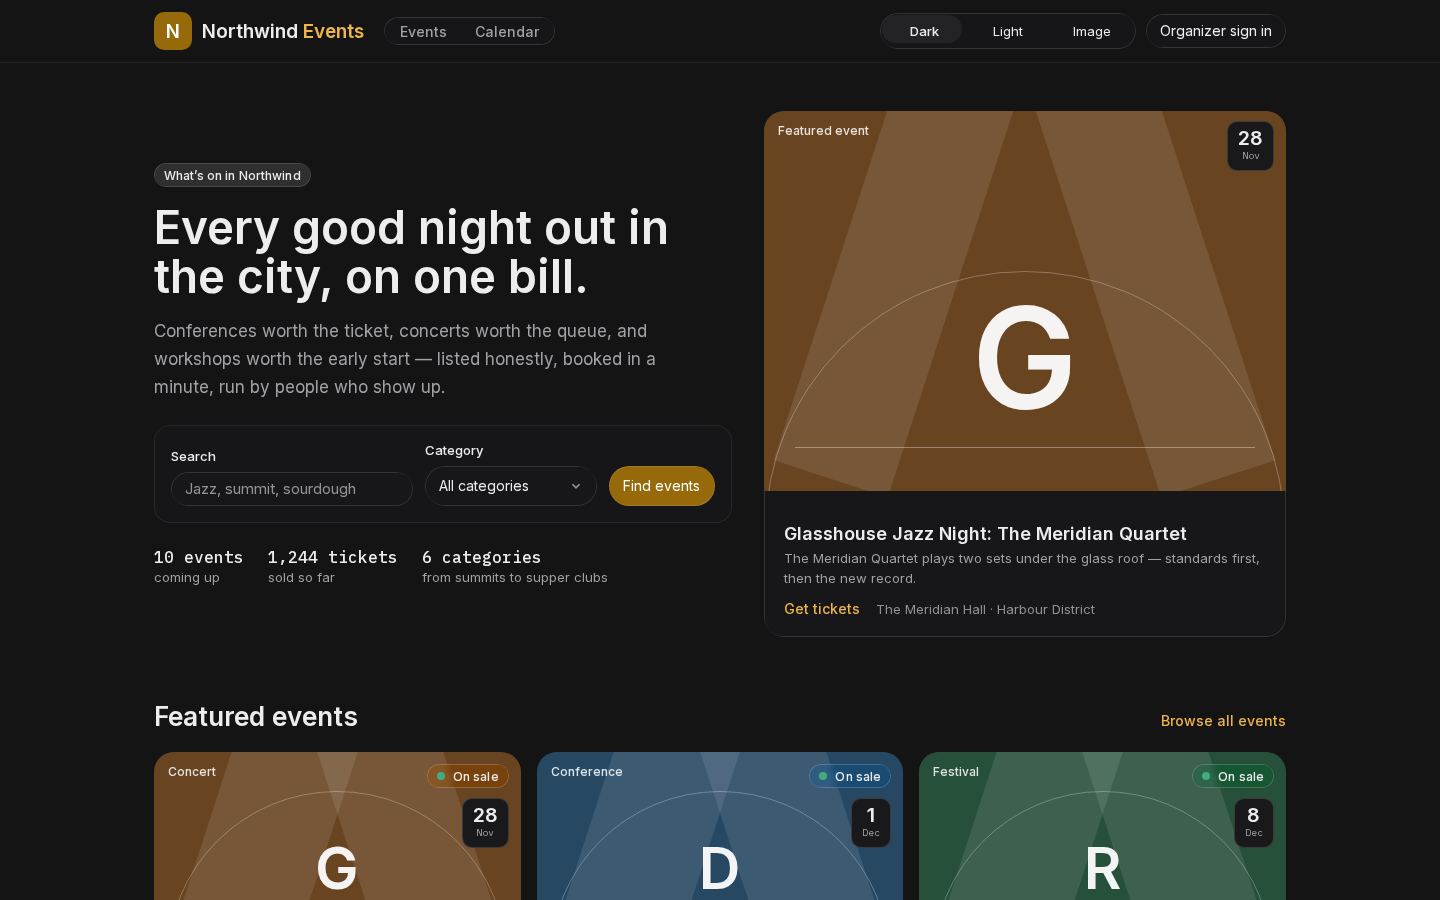 N Northwind Events
Events Calendar
Dark Light Image
Organizer sign in
What's on in Northwind
Every good night out in
the city, on one bill.
Conferences worth the ticket, concerts worth the queue, and
workshops worth the early start — listed honestly, booked in a
minute, run by people who show up.
Search
Jazz, summit, sourdough
Category
All categories
Find events
10 events
coming up
1,244 tickets
sold so far
6 categories
from summits to supper clubs
Featured event
28
Nov
G
Glasshouse Jazz Night: The Meridian Quartet
The Meridian Quartet plays two sets under the glass roof — standards first,
then the new record.
Get tickets The Meridian Hall · Harbour District
Featured events
Browse all events
Concert
On sale
28
Nov
G
Conference
On sale
1
Dec
D
Festival
On sale
8
Dec
R